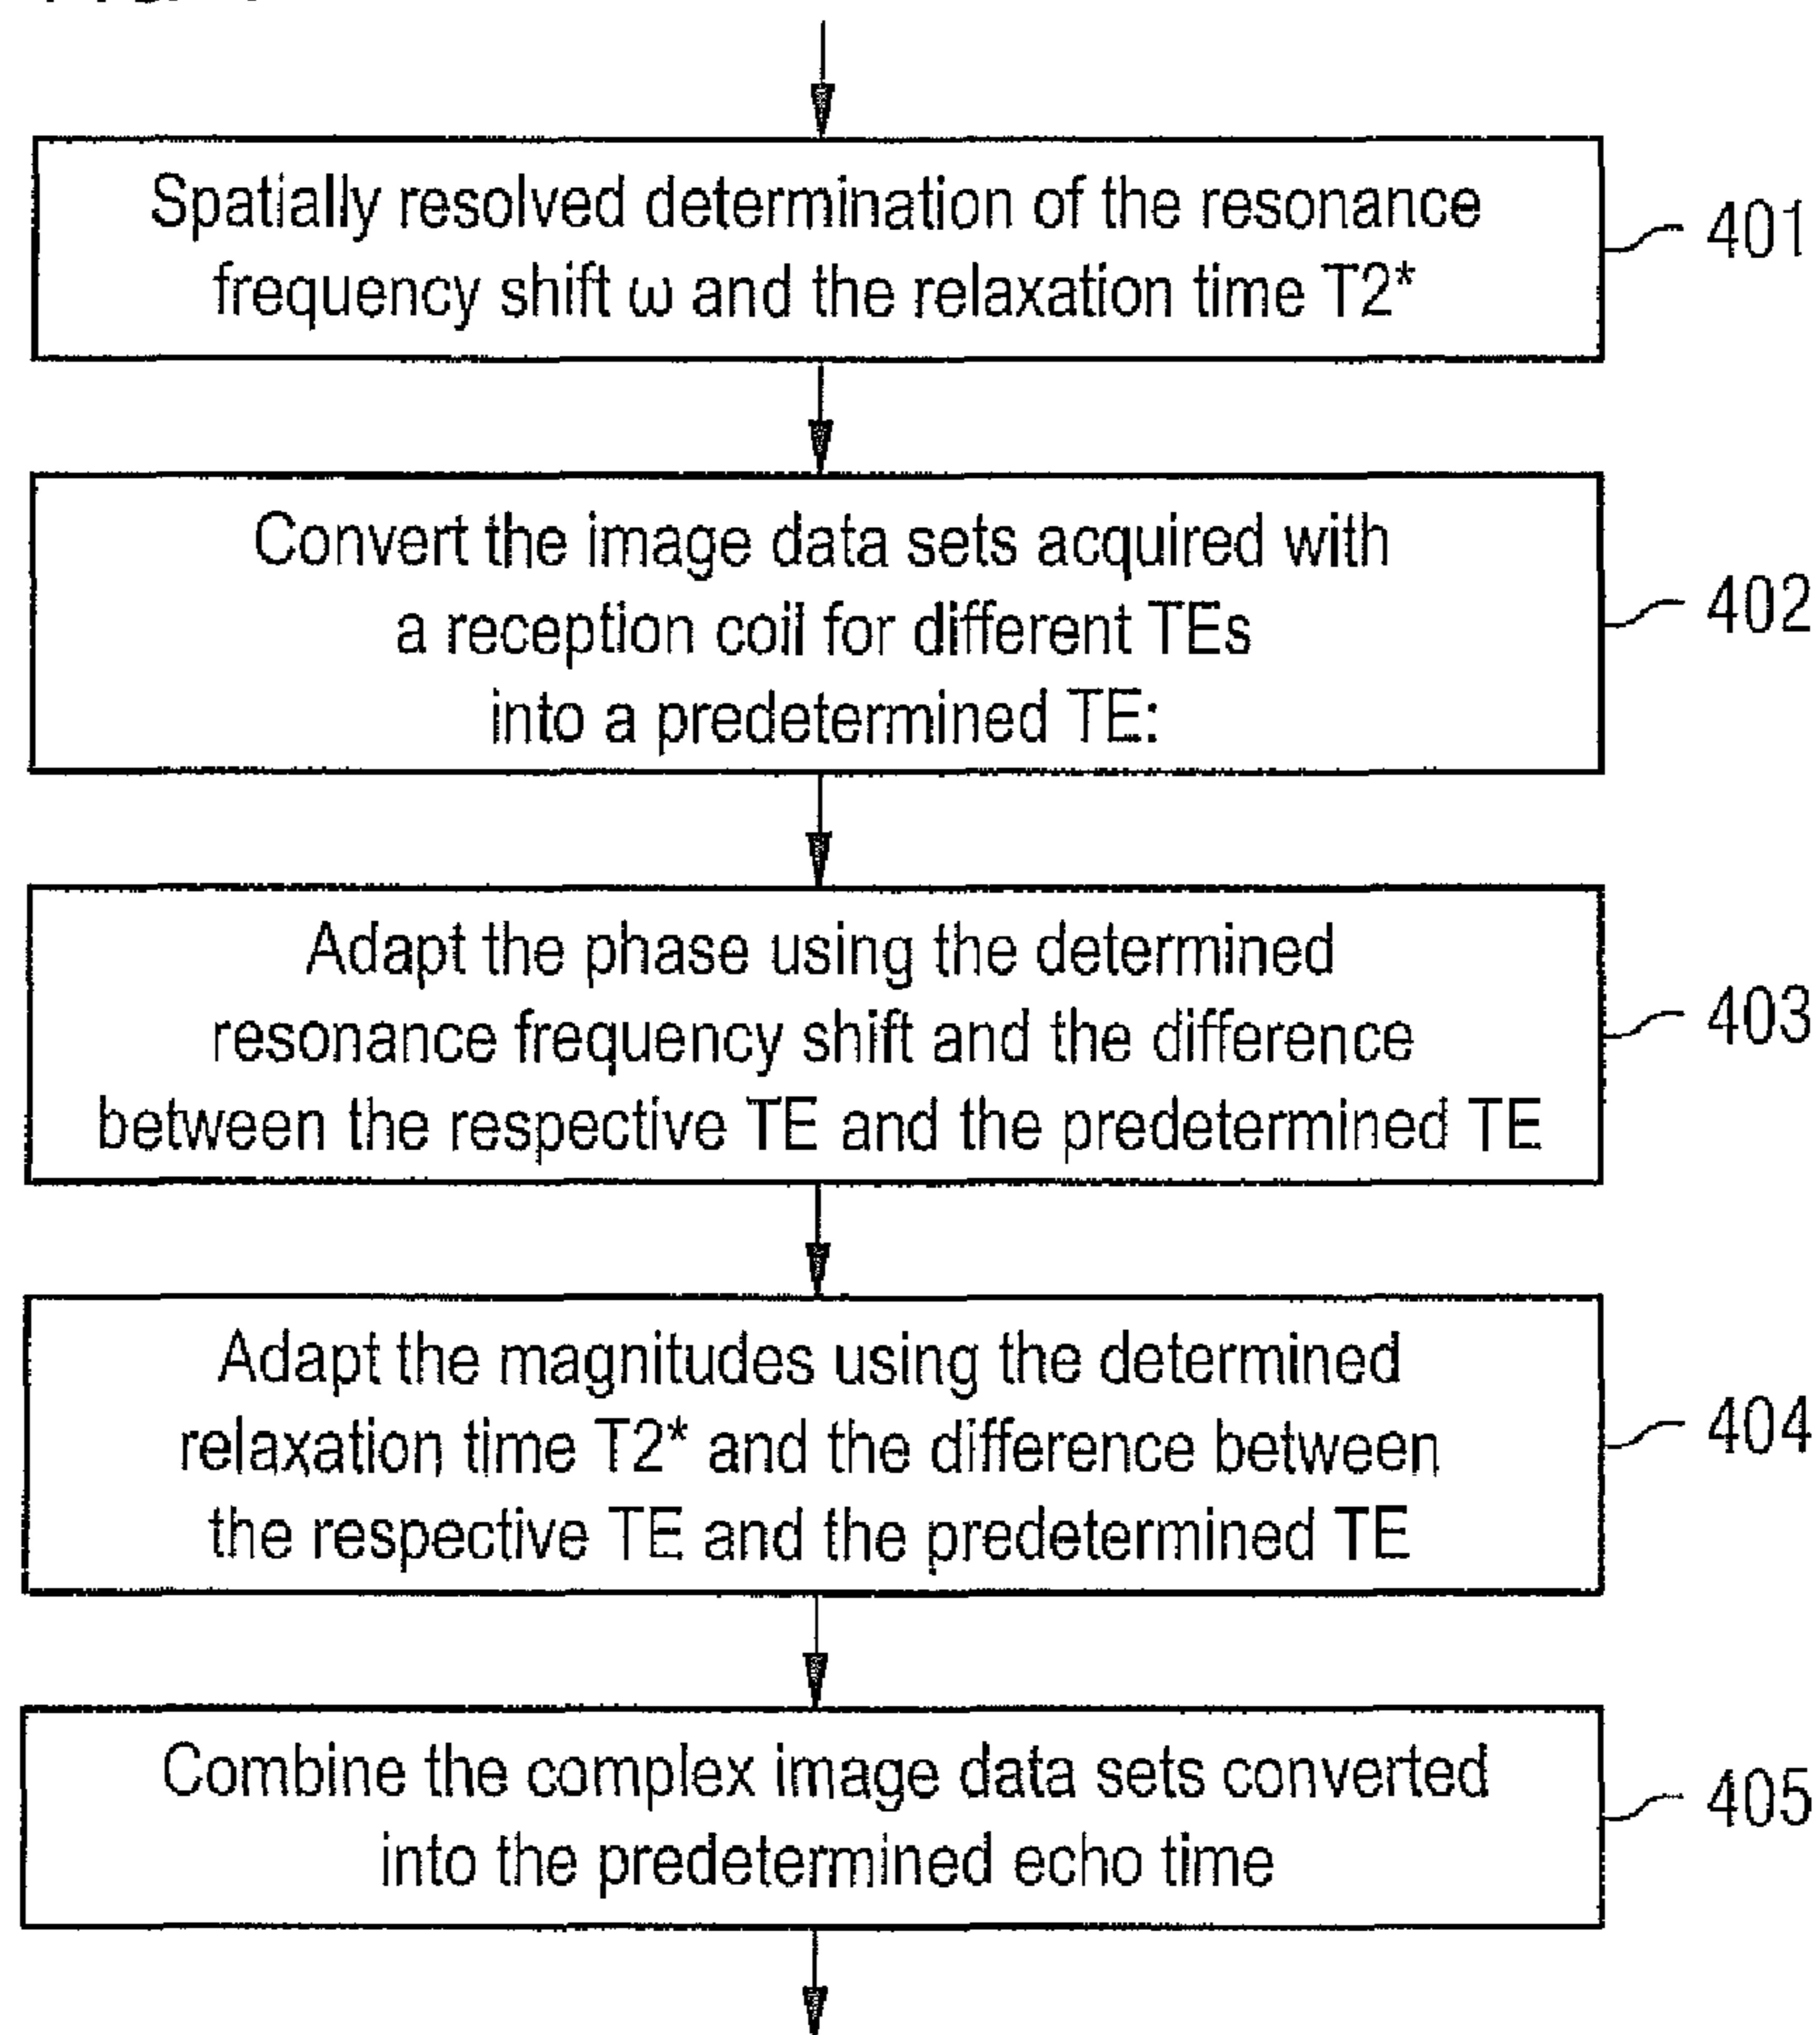 Spatially resolved determination of the resonance
frequency shift ω and the relaxation time T2*
401
Convert the image data sets acquired with
a reception coil for different TEs
into a predetermined TE:
402
Adapt the phase using the determined
resonance frequency shift and the difference
between the respective TE and the predetermined TE
403
Adapt the magnitudes using the determined
relaxation time T2* and the difference between
the respective TE and the predetermined TE
404
Combine the complex image data sets converted
into the predetermined echo time
405